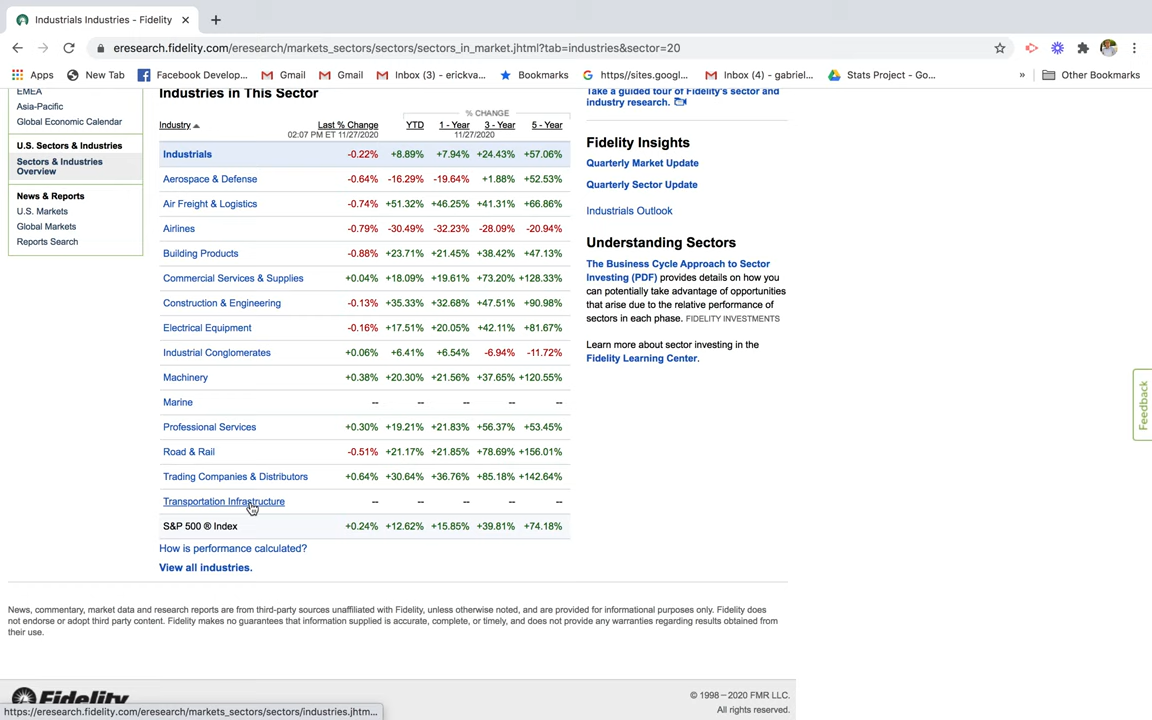 Industrials Industries - Fidelity
eresearch.fidelity.com/eresearch/markets_sectors/sectors/sectors_in_market.jhtml?tab=industries&sector=20
Apps New Tab Facebook Develop... Gmail Gmail Inbox (3) - erickva... Bookmarks https//sites.googl... Inbox (4) - gabriel... Stats Project - Go... » Other Bookmarks
EMEA
Asia-Pacific
Global Economic Calendar
U.S. Sectors & Industries
Sectors & Industries
Overview
News & Reports
U.S. Markets
Global Markets
Reports Search
Industries in This Sector
% CHANGE
Industry Last % Change YTD 1 - Year 3 - Year 5 - Year
02:07 PM ET 11/27/2020 11/27/2020
Industrials -0.22% +8.89% +7.94% +24.43% +57.06%
Aerospace & Defense -0.64% -16.29% -19.64% +1.88% +52.53%
Air Freight & Logistics -0.74% +51.32% +46.25% +41.31% +66.86%
Airlines -0.79% -30.49% -32.23% -28.09% -20.94%
Building Products -0.88% +23.71% +21.45% +38.42% +47.13%
Commercial Services & Supplies +0.04% +18.09% +19.61% +73.20% +128.33%
Construction & Engineering -0.13% +35.33% +32.68% +47.51% +90.98%
Electrical Equipment -0.16% +17.51% +20.05% +42.11% +81.67%
Industrial Conglomerates +0.06% +6.41% +6.54% -6.94% -11.72%
Machinery +0.38% +20.30% +21.56% +37.65% +120.55%
Marine -- -- -- -- --
Professional Services +0.30% +19.21% +21.83% +56.37% +53.45%
Road & Rail -0.51% +21.17% +21.85% +78.69% +156.01%
Trading Companies & Distributors +0.64% +30.64% +36.76% +85.18% +142.64%
Transportation Infrastructure -- -- -- -- --
S&P 500 ® Index +0.24% +12.62% +15.85% +39.81% +74.18%
How is performance calculated?
View all industries.
Take a guided tour of Fidelity's sector and
industry research.
Fidelity Insights
Quarterly Market Update
Quarterly Sector Update
Industrials Outlook
Understanding Sectors
The Business Cycle Approach to Sector
Investing (PDF) provides details on how you
can potentially take advantage of opportunities
that arise due to the relative performance of
sectors in each phase. FIDELITY INVESTMENTS
Learn more about sector investing in the
Fidelity Learning Center.
Feedback
News, commentary, market data and research reports are from third-party sources unaffiliated with Fidelity, unless otherwise noted, and are provided for informational purposes only. Fidelity does
not endorse or adopt third party content. Fidelity makes no guarantees that information supplied is accurate, complete, or timely, and does not provide any warranties regarding results obtained from
their use.
Fidelity
© 1998 – 2020 FMR LLC.
All rights reserved.
https://eresearch.fidelity.com/eresearch/markets_sectors/sectors/industries.jhtm...